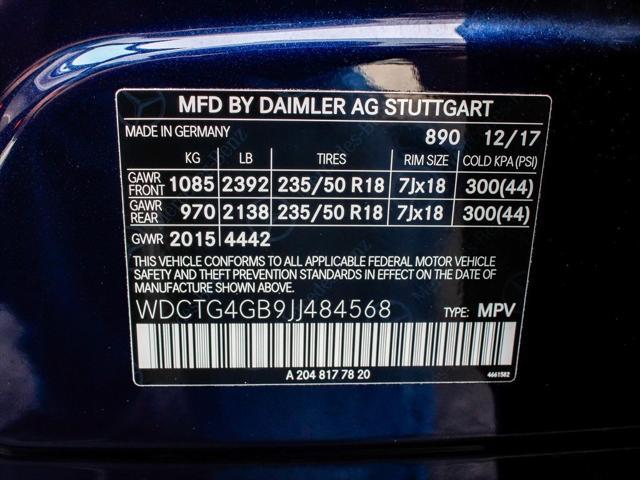 MFD BY DAIMLER AG STUTTGART
MADE IN GERMANY 890 12/17
KG LB TIRES RIM SIZE COLD KPA (PSI)
GAWR FRONT 1085 2392 235/50 R18 7Jx18 300(44)
GAWR REAR 970 2138 235/50 R18 7Jx18 300(44)
GVWR 2015 4442
THIS VEHICLE CONFORMS TO ALL APPLICABLE FEDERAL MOTOR VEHICLE
SAFETY AND THEFT PREVENTION STANDARDS IN EFFECT ON THE DATE OF
MANUFACTURE SHOWN ABOVE.
WDCTG4GB9JJ484568 TYPE: MPV
A 204 817 78 20 4661582